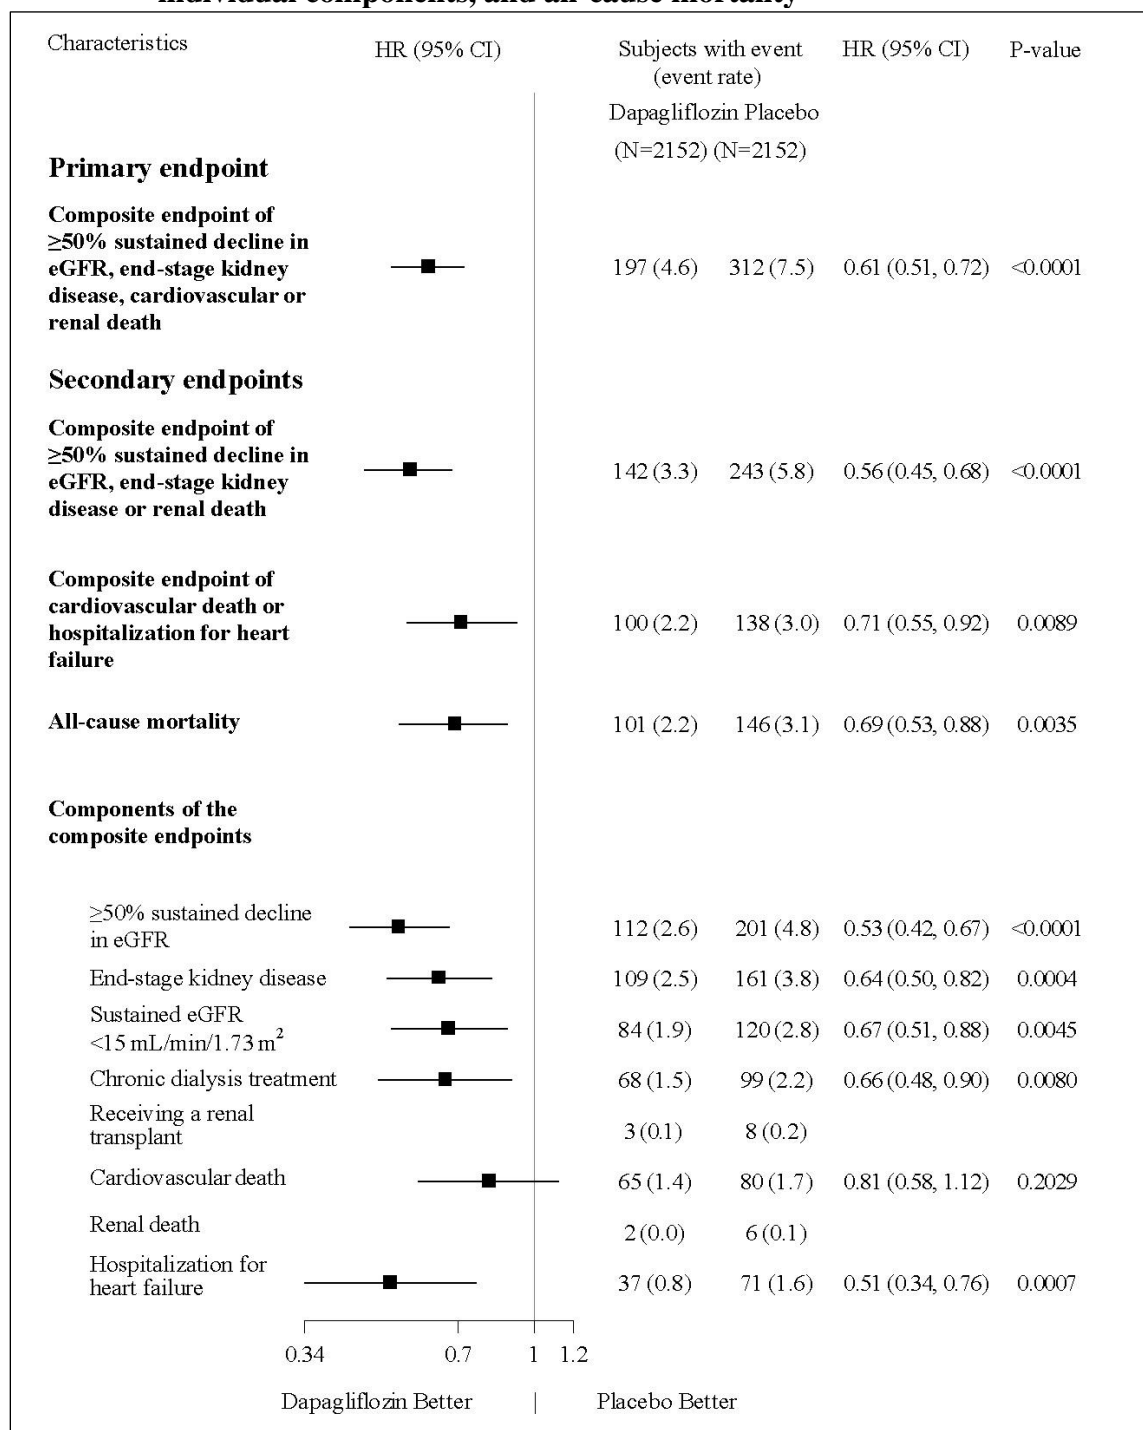 individual components, and all-cause mortality
Characteristics HR (95% CI) Subjects with event HR (95% CI) P-value
(event rate)
Dapagliflozin Placebo
(N=2152) (N=2152)
Primary endpoint
Composite endpoint of
≥50% sustained decline in
eGFR, end-stage kidney 197 (4.6) 312 (7.5) 0.61 (0.51, 0.72) <0.0001
disease, cardiovascular or
renal death
Secondary endpoints
Composite endpoint of
≥50% sustained decline in
eGFR, end-stage kidney 142 (3.3) 243 (5.8) 0.56 (0.45, 0.68) <0.0001
disease or renal death
Composite endpoint of
cardiovascular death or
hospitalization for heart 100 (2.2) 138 (3.0) 0.71 (0.55, 0.92) 0.0089
failure
All-cause mortality 101 (2.2) 146 (3.1) 0.69 (0.53, 0.88) 0.0035
Components of the
composite endpoints
≥50% sustained decline
in eGFR 112 (2.6) 201 (4.8) 0.53 (0.42, 0.67) <0.0001
End-stage kidney disease 109 (2.5) 161 (3.8) 0.64 (0.50, 0.82) 0.0004
Sustained eGFR
<15 mL/min/1.73 m² 84 (1.9) 120 (2.8) 0.67 (0.51, 0.88) 0.0045
Chronic dialysis treatment 68 (1.5) 99 (2.2) 0.66 (0.48, 0.90) 0.0080
Receiving a renal
transplant 3 (0.1) 8 (0.2)
Cardiovascular death 65 (1.4) 80 (1.7) 0.81 (0.58, 1.12) 0.2029
Renal death 2 (0.0) 6 (0.1)
Hospitalization for
heart failure 37 (0.8) 71 (1.6) 0.51 (0.34, 0.76) 0.0007
0.34 0.7 1 1.2
Dapagliflozin Better | Placebo Better